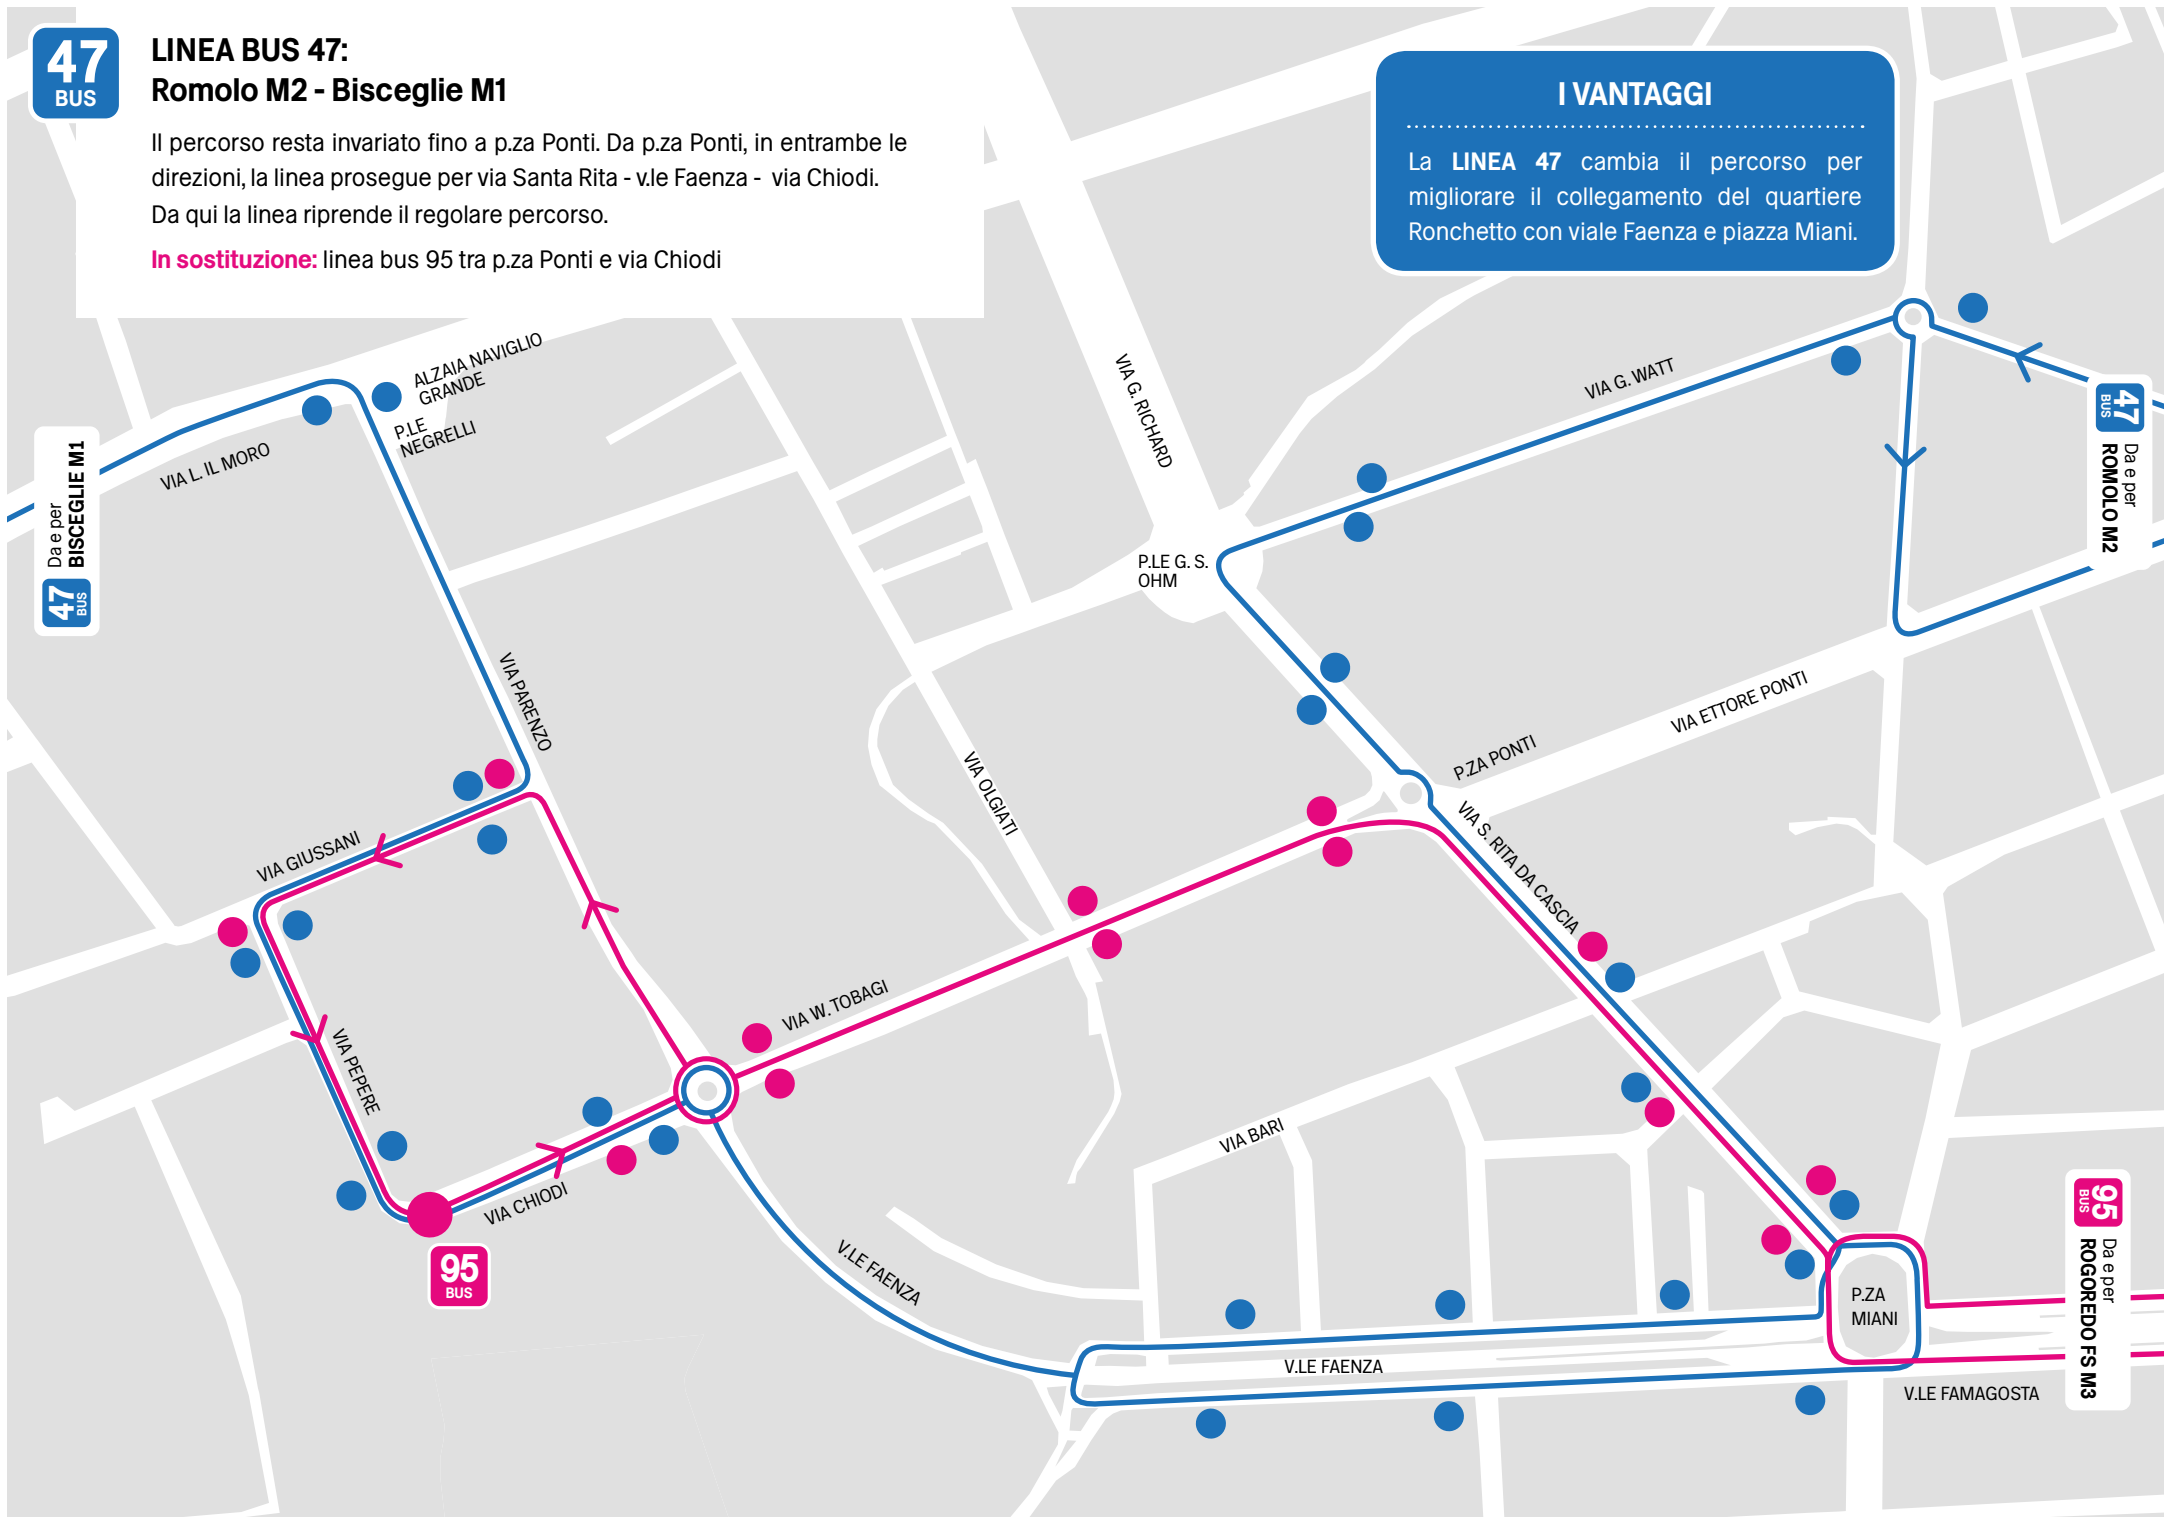 47
BUS
LINEA BUS 47:
Romolo M2 - Bisceglie M1
Il percorso resta invariato fino a p.za Ponti. Da p.za Ponti, in entrambe le
direzioni, la linea prosegue per via Santa Rita - v.le Faenza - via Chiodi.
Da qui la linea riprende il regolare percorso.
In sostituzione: linea bus 95 tra p.za Ponti e via Chiodi
I VANTAGGI
La LINEA 47 cambia il percorso per
migliorare il collegamento del quartiere
Ronchetto con viale Faenza e piazza Miani.
ALZAIA NAVIGLIO
GRANDE
P.LE
NEGRELLI
VIA L. IL MORO
Da e per
BISCEGLIE M1
47
BUS
VIA G. RICHARD
VIA G. WATT
47
BUS
Da e per
ROMOLO M2
P.LE G. S.
OHM
VIA PARENZO
VIA ETTORE PONTI
P.ZA PONTI
VIA OLGIATI
VIA S. RITA DA CASCIA
VIA GIUSSANI
VIA W. TOBAGI
VIA PEPERE
VIA BARI
VIA CHIODI
95
BUS
V.LE FAENZA
V.LE FAENZA
P.ZA
MIANI
95
BUS
Da e per
ROGOREDO FS M3
V.LE FAMAGOSTA